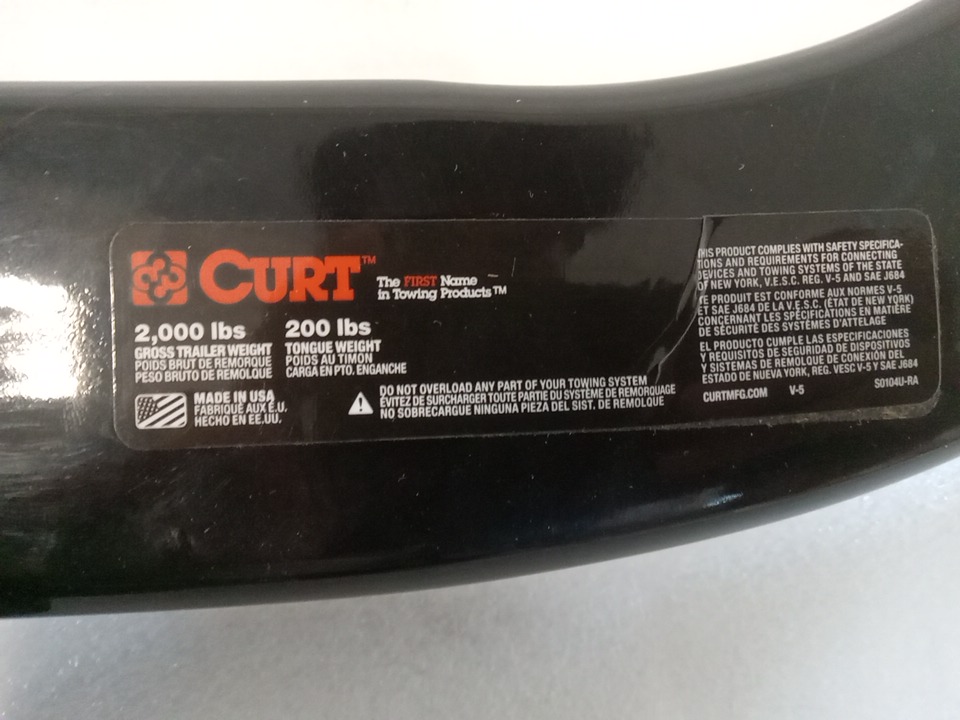 CURT™
The FIRST Name
in Towing Products™
2,000 lbs
GROSS TRAILER WEIGHT
POIDS BRUT DE REMORQUE
PESO BRUTO DE REMOLQUE
200 lbs
TONGUE WEIGHT
POIDS AU TIMON
CARGA EN PTO. ENGANCHE
MADE IN USA
FABRIQUÉ AUX É.U.
HECHO EN EE.UU.
DO NOT OVERLOAD ANY PART OF YOUR TOWING SYSTEM
ÉVITEZ DE SURCHARGER TOUTE PARTIE DU SYSTÈME DE REMORQUAGE
NO SOBRECARGUE NINGUNA PIEZA DEL SIST. DE REMOLQUE
THIS PRODUCT COMPLIES WITH SAFETY SPECIFICA-
TIONS AND REQUIREMENTS FOR CONNECTING
DEVICES AND TOWING SYSTEMS OF THE STATE
OF NEW YORK, V.E.S.C. REG. V-5 AND SAE J684
LE PRODUIT EST CONFORME AUX NORMES V-5
ET SAE J684 DE LA V.E.S.C. (ÉTAT DE NEW YORK)
CONCERNANT LES SPÉCIFICATIONS EN MATIÈRE
DE SÉCURITÉ DES SYSTÈMES D'ATTELAGE
EL PRODUCTO CUMPLE LAS ESPECIFICACIONES
Y REQUISITOS DE SEGURIDAD DE DISPOSITIVOS
Y SISTEMAS DE REMOLQUE DE CONEXIÓN DEL
ESTADO DE NUEVA YORK, REG. VESC V-5 Y SAE J684
CURTMFG.COM V-5 S0104U-RA